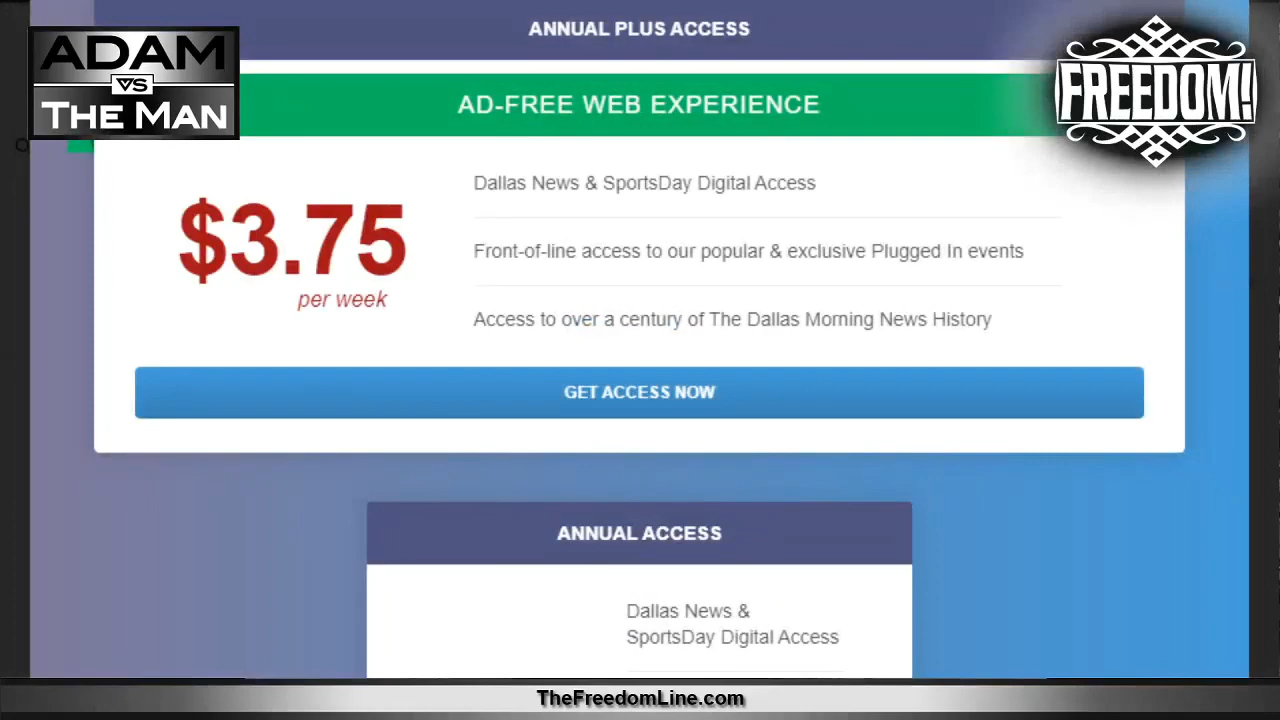 ANNUAL PLUS ACCESS
ADAM
VS
THE MAN
FREEDOM!
AD-FREE WEB EXPERIENCE
$3.75
per week
Dallas News & SportsDay Digital Access
Front-of-line access to our popular & exclusive Plugged In events
Access to over a century of The Dallas Morning News History
GET ACCESS NOW
ANNUAL ACCESS
Dallas News &
SportsDay Digital Access
TheFreedomLine.com